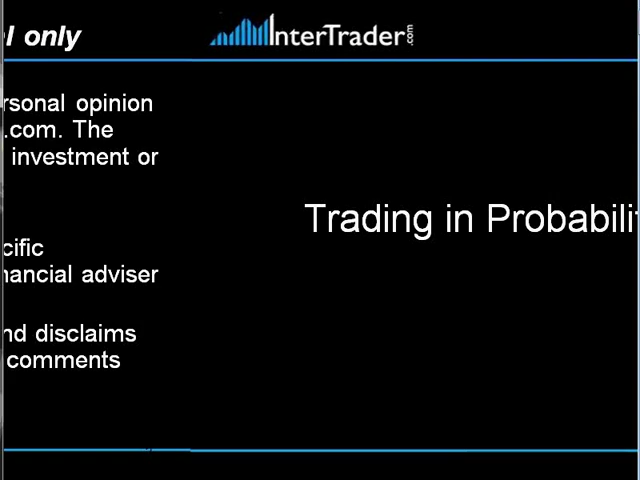 l only
InterTrader.com
rsonal opinion
.com. The
investment or
Trading in Probabili
cific
nancial adviser
nd disclaims
comments